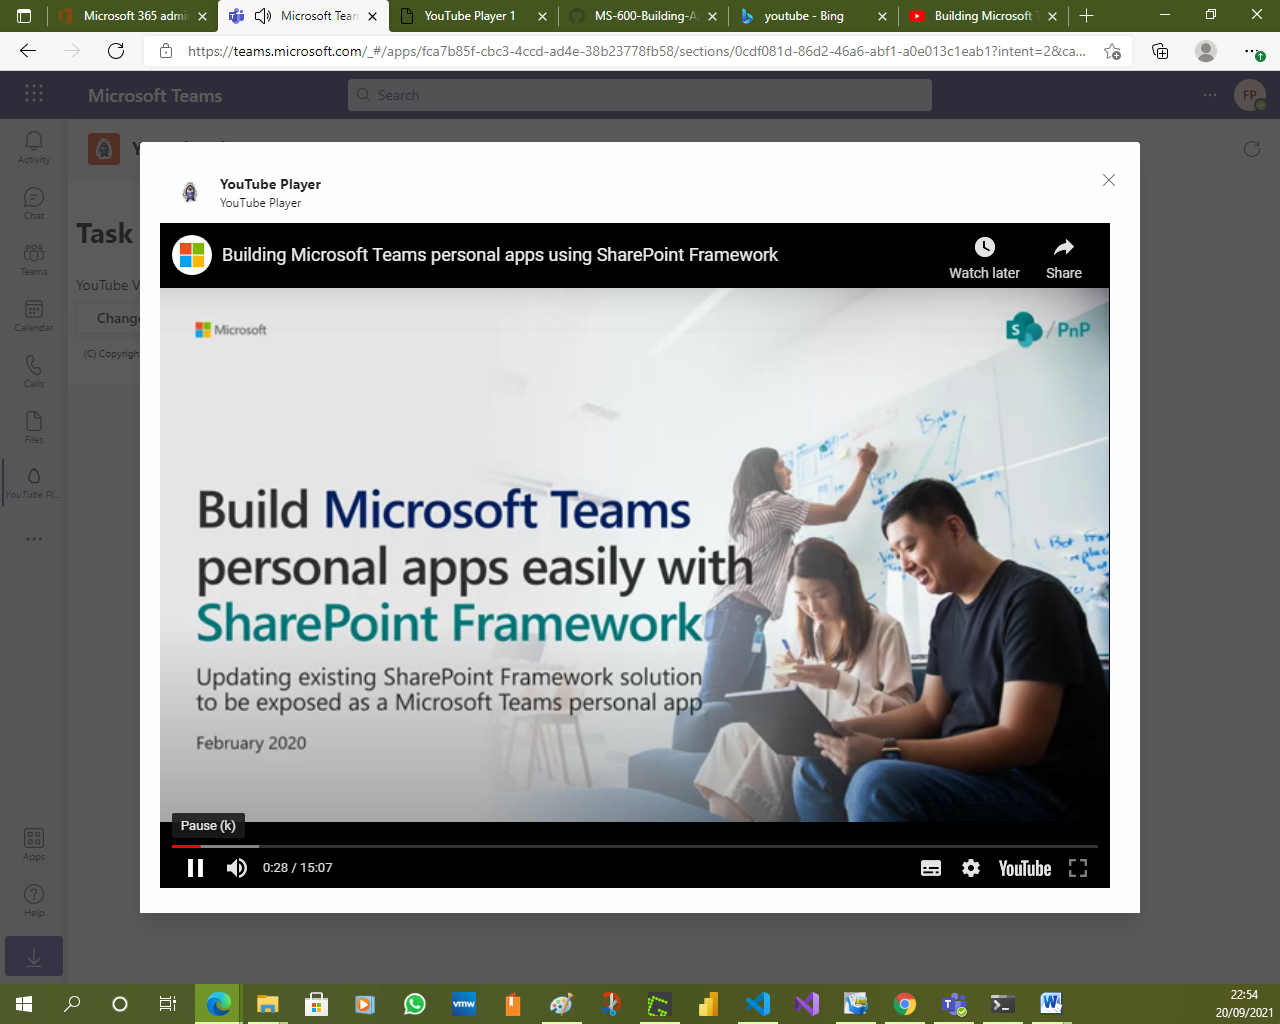 Microsoft 365 admi
Microsoft Team
YouTube Player 1
MS-600-Building-A
youtube - Bing
Building Microsoft T
https://teams.microsoft.com/_#/apps/fca7b85f-cbc3-4ccd-ad4e-38b23778fb58/sections/0cdf081d-86d2-46a6-abf1-a0e013c1eab1?intent=2&ca...
Microsoft Teams
Search
FP
Activity
Chat
Teams
Calendar
Calls
Files
YouTube Pl...
Apps
Help
Task
YouTube V
Change
(C) Copyrigh
YouTube Player
YouTube Player
Building Microsoft Teams personal apps using SharePoint Framework
Watch later
Share
Microsoft
S / PnP
Build Microsoft Teams
personal apps easily with
SharePoint Framework
Updating existing SharePoint Framework solution
to be exposed as a Microsoft Teams personal app
February 2020
Pause (k)
0:28 / 15:07
YouTube
vmw
22:54
20/09/2021